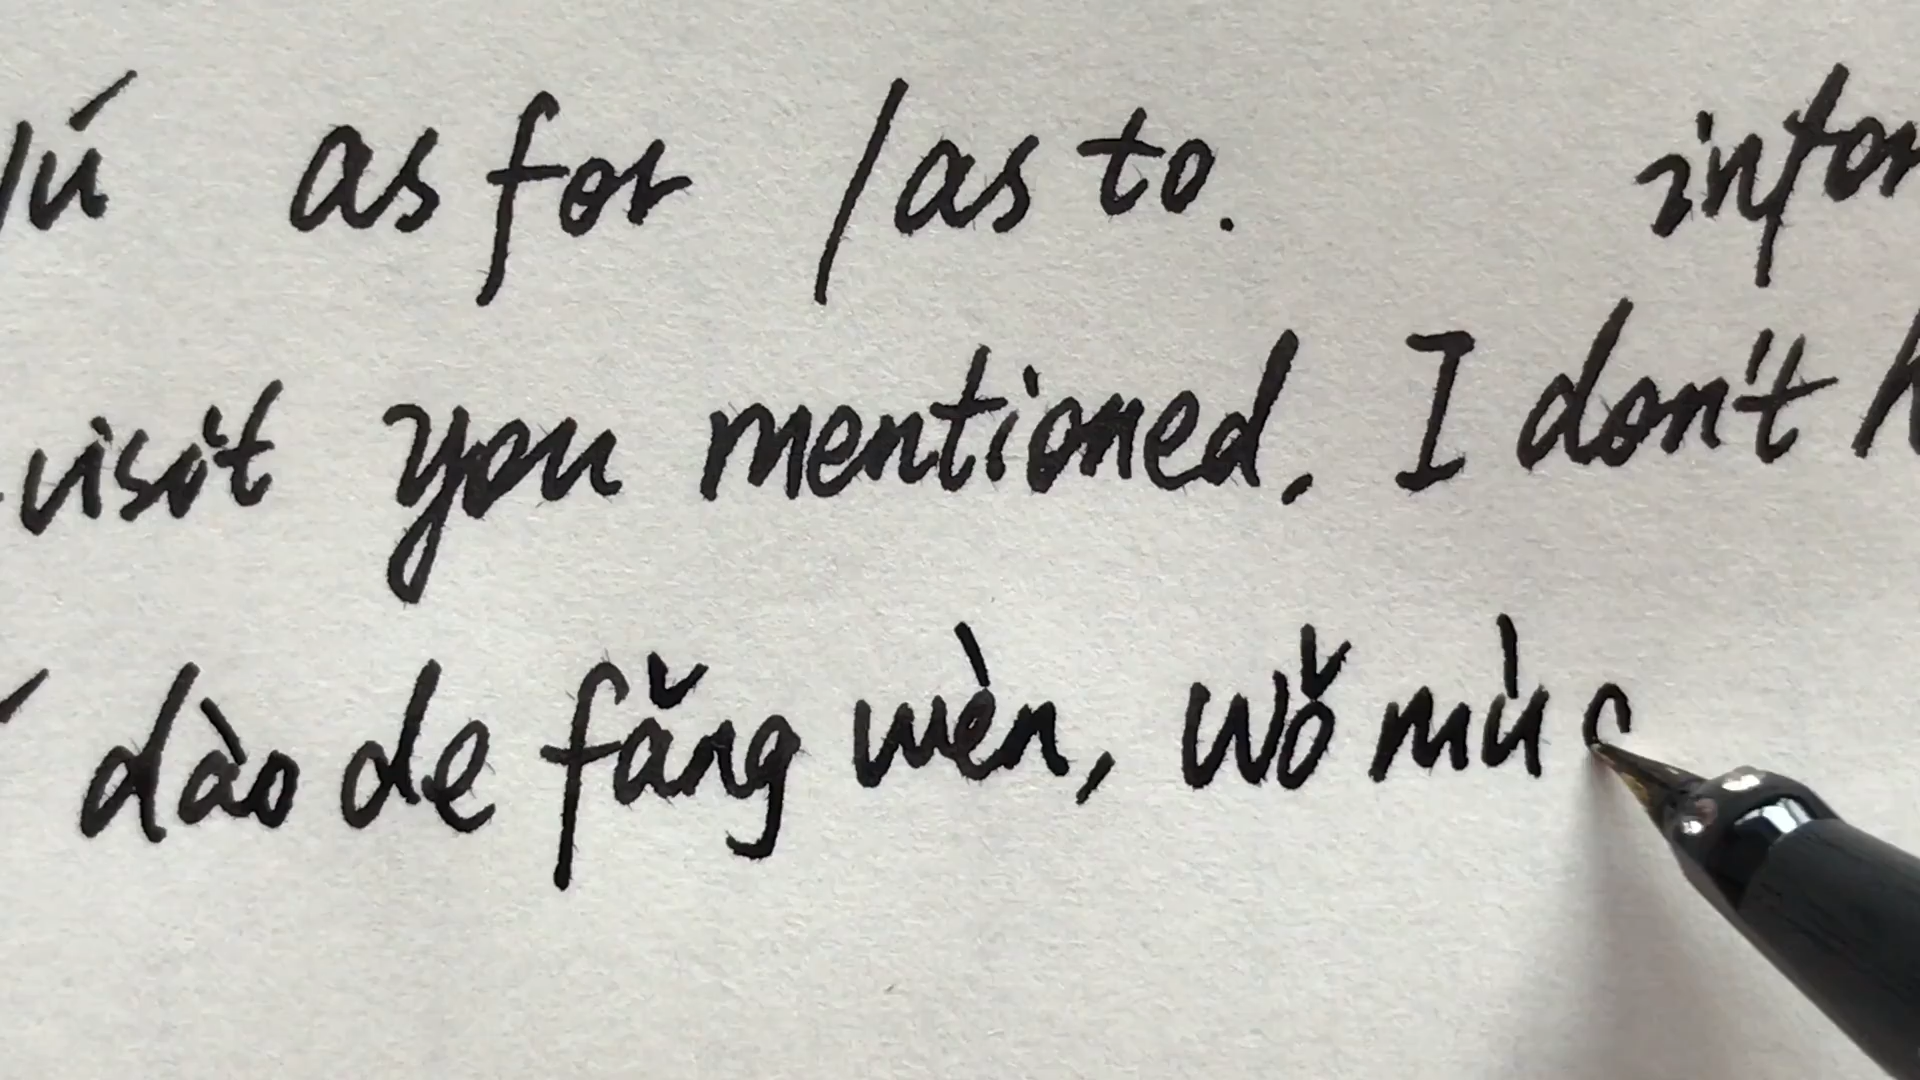 as for / as to.
visit you mentioned. I don't
dào de fǎng wèn, wǒ mù